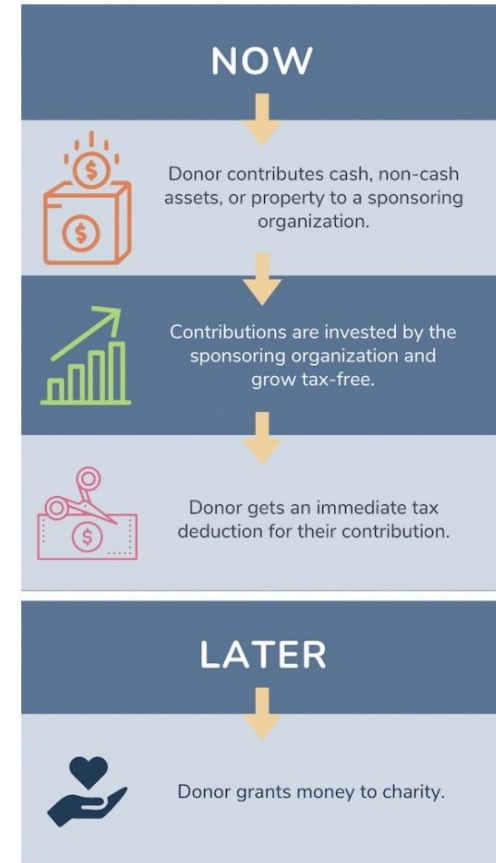 NOW
$
Donor contributes cash, non-cash
assets, or property to a sponsoring
organization.
$
Contributions are invested by the
sponsoring organization and
grow tax-free.
Donor gets an immediate tax
deduction for their contribution.
$
LATER
Donor grants money to charity.